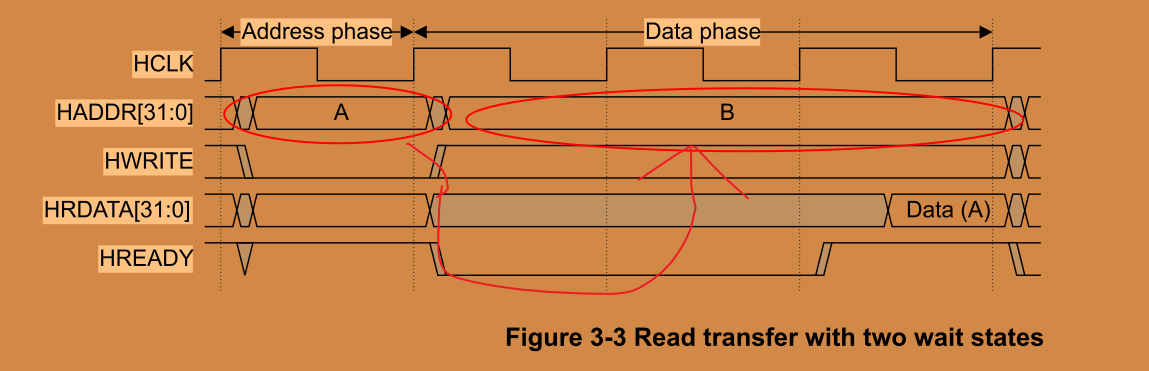 Address phase Data phase
HCLK
HADDR[31:0] A B
HWRITE
HRDATA[31:0] Data (A)
HREADY
Figure 3-3 Read transfer with two wait states